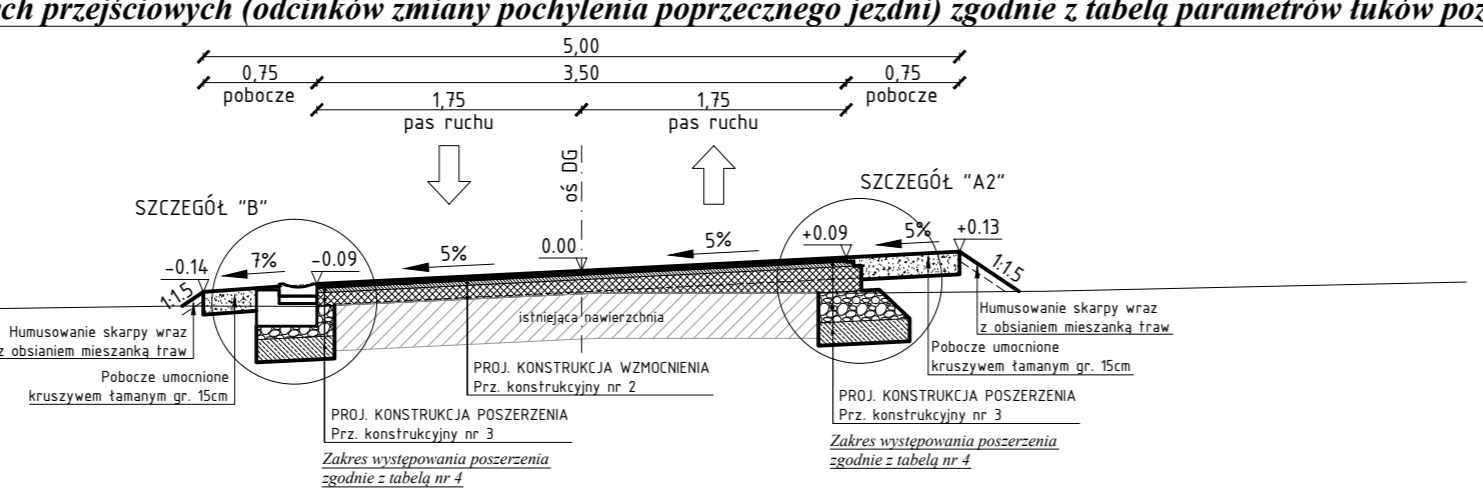 ch przejściowych (odcinków zmiany pochylenia poprzecznego jezdni) zgodnie z tabelą parametrów łuków poz
5,00
0,75 3,50 0,75
pobocze pobocze
1,75 1,75
pas ruchu pas ruchu
oś DG
SZCZEGÓŁ "B" SZCZEGÓŁ "A2"
-0.14 7% -0.09 5% 0.00 5% +0.09 5% +0.13
1:1.5 1:1.5
istniejąca nawierzchnia
Humusowanie skarpy wraz
z obsianiem mieszanką traw
Pobocze umocnione
kruszywem łamanym gr. 15cm
PROJ. KONSTRUKCJA POSZERZENIA
Prz. konstrukcyjny nr 3
Zakres występowania poszerzenia
zgodnie z tabelą nr 4
PROJ. KONSTRUKCJA WZMOCNIENIA
Prz. konstrukcyjny nr 2
Humusowanie skarpy wraz
z obsianiem mieszanką traw
Pobocze umocnione
kruszywem łamanym gr. 15cm
PROJ. KONSTRUKCJA POSZERZENIA
Prz. konstrukcyjny nr 3
Zakres występowania poszerzenia
zgodnie z tabelą nr 4